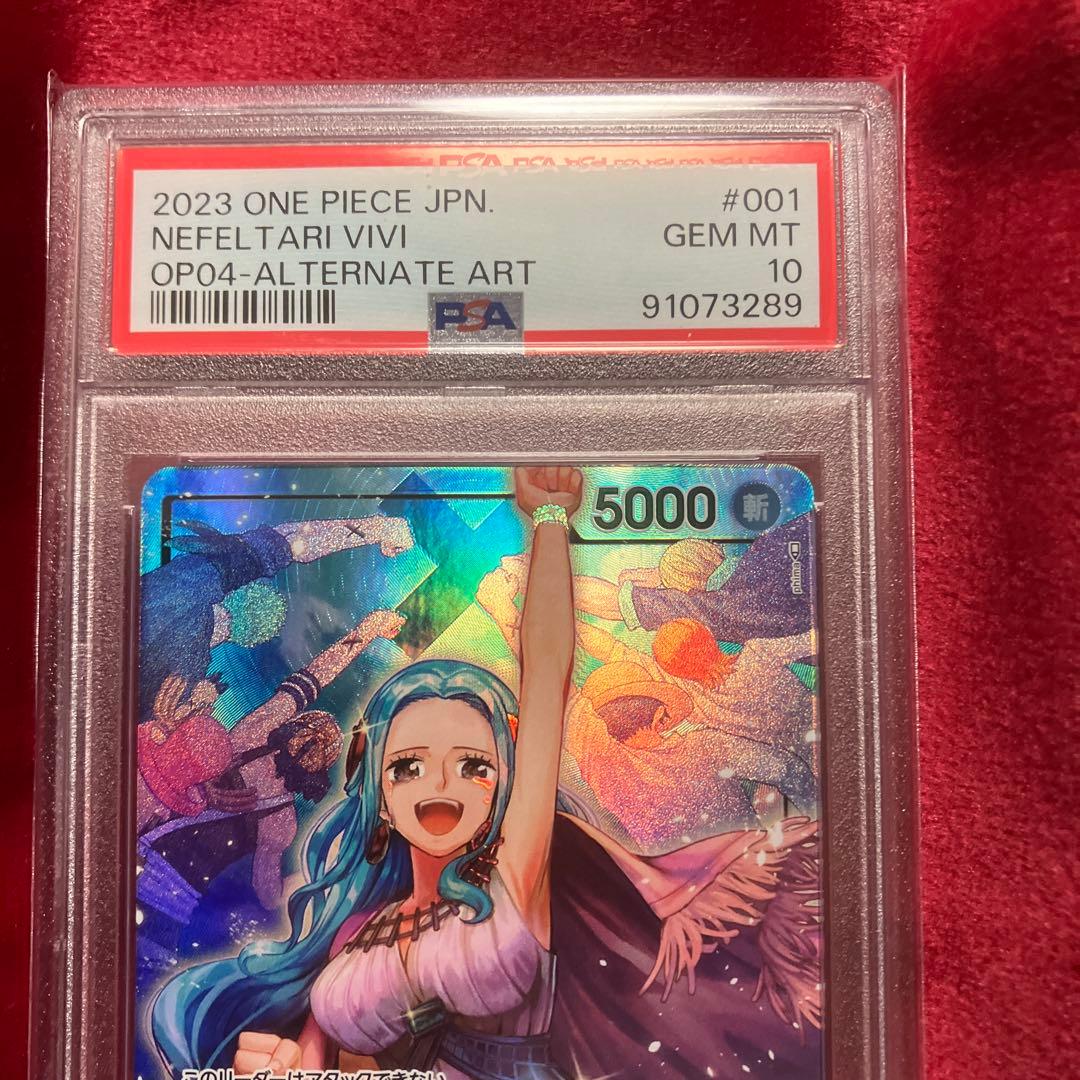 2023 ONE PIECE JPN. #001
NEFELTARI VIVI GEM MT
OP04-ALTERNATE ART 10
PSA 91073289
5000 斬
phima
このリーダーはアタックできない